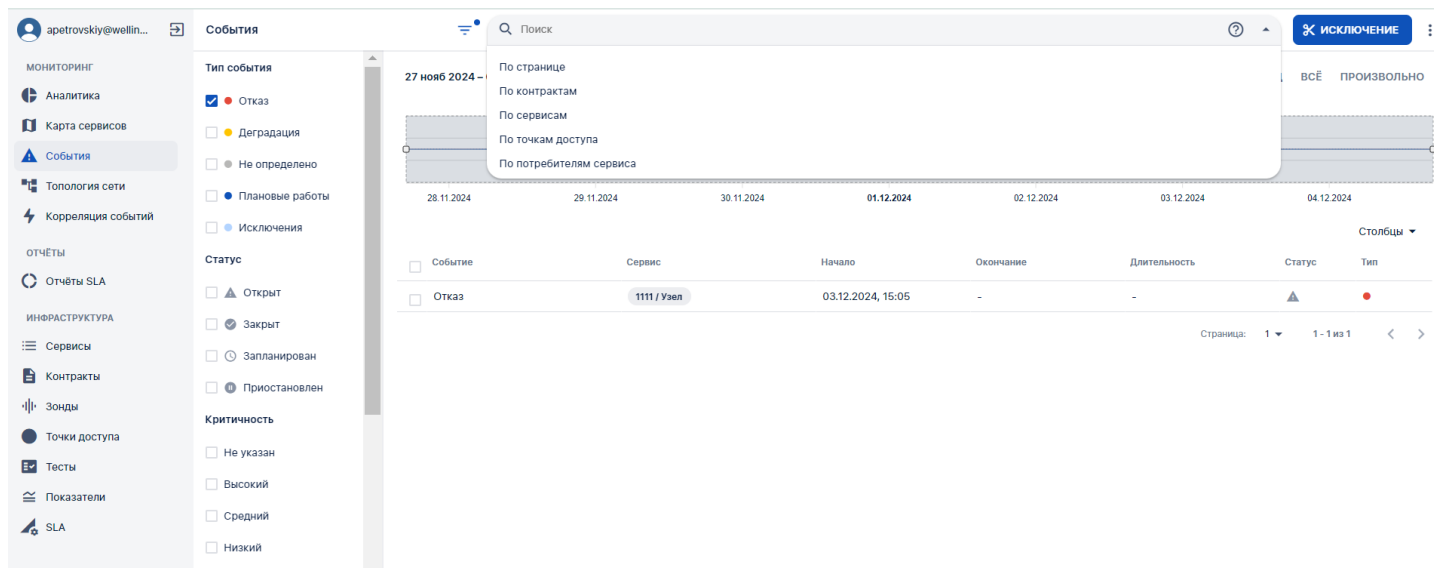 apetrovskiy@wellin...
МОНИТОРИНГ
Аналитика
Карта сервисов
События
Топология сети
Корреляция событий
ОТЧЁТЫ
Отчёты SLA
ИНФРАСТРУКТУРА
Сервисы
Контракты
Зонды
Точки доступа
Тесты
Показатели
SLA
События
Тип события
Отказ
Деградация
Не определено
Плановые работы
Исключения
Статус
Открыт
Закрыт
Запланирован
Приостановлен
Критичность
Не указан
Высокий
Средний
Низкий
Поиск
ИСКЛЮЧЕНИЕ
По странице
По контрактам
По сервисам
По точкам доступа
По потребителям сервиса
27 нояб 2024 –
ВСЁ ПРОИЗВОЛЬНО
28.11.2024 29.11.2024 30.11.2024 01.12.2024 02.12.2024 03.12.2024 04.12.2024
Столбцы
Событие Сервис Начало Окончание Длительность Статус Тип
Отказ 1111 / Узел 03.12.2024, 15:05 - -
Страница: 1 1 - 1 из 1